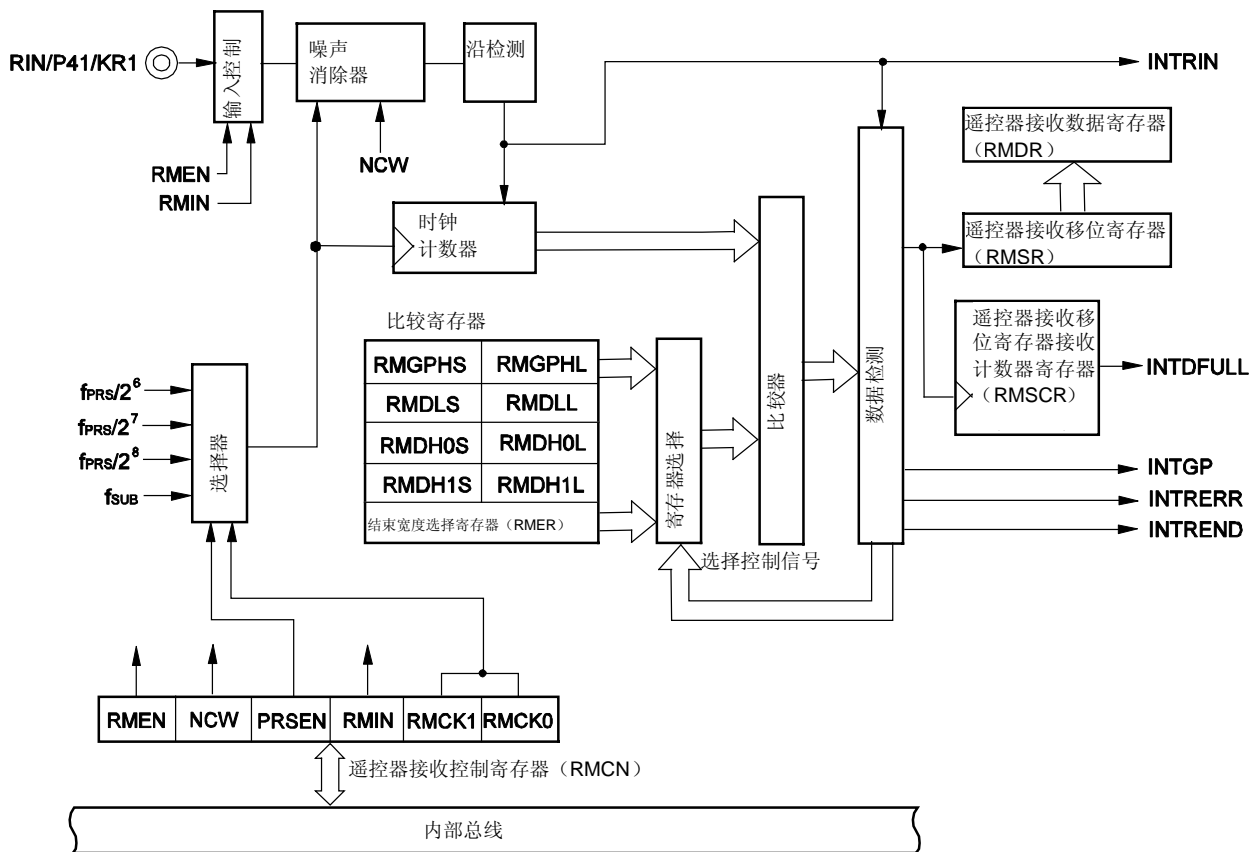 RIN/P41/KR1
输入控制
噪声
消除器
沿检测
INTRIN
RMEN
RMIN
NCW
遥控器接收数据寄存器
（RMDR）
时钟
计数器
遥控器接收移位寄存器
（RMSR）
比较寄存器
RMGPHS
RMGPHL
RMDLS
RMDLL
RMDH0S
RMDH0L
RMDH1S
RMDH1L
结束宽度选择寄存器（RMER）
寄存器选择
比较器
数据检测
遥控器接收移
位寄存器接收
计数器寄存器
（RMSCR）
INTDFULL
fPRS/2⁶
fPRS/2⁷
fPRS/2⁸
fSUB
选择器
INTGP
INTRERR
INTREND
选择控制信号
RMEN
NCW
PRSEN
RMIN
RMCK1
RMCK0
遥控器接收控制寄存器（RMCN）
内部总线